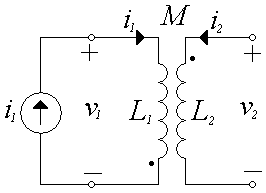 i₁ M i₂
+ +
i₁ v₁ L₁ L₂ v₂
− −